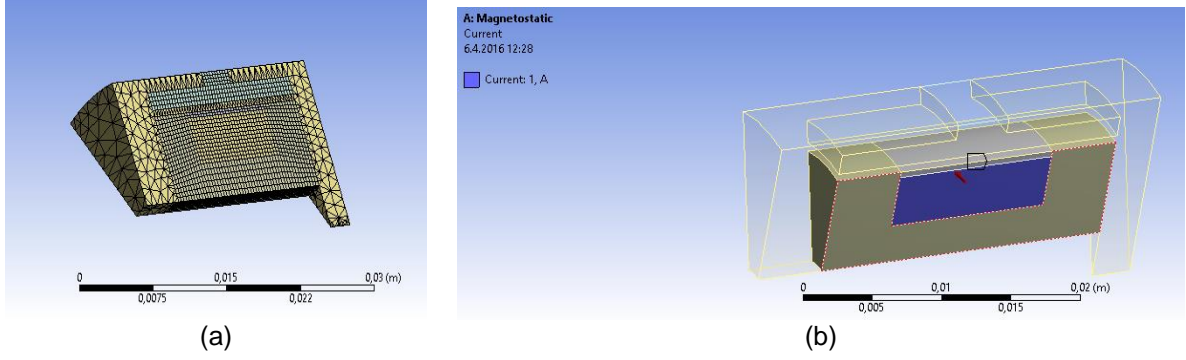 0
0,015
0,03 (m)
0,0075
0,022
(a)
A: Magnetostatic
Current
6.4.2016 12:28
Current: 1, A
0
0,01
0,02 (m)
0,005
0,015
(b)